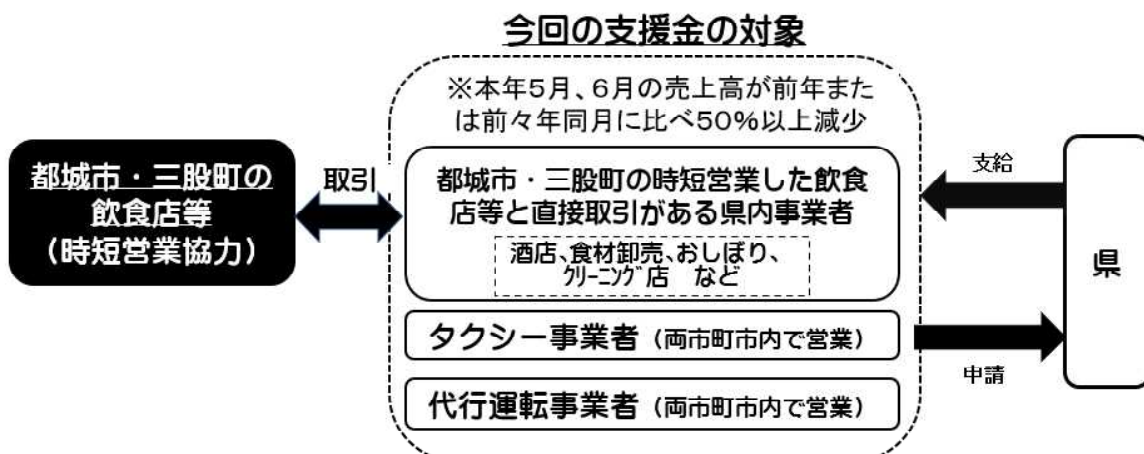 今回の支援金の対象
※本年5月、6月の売上高が前年また
は前々年同月に比べ50%以上減少
都城市・三股町の
飲食店等
（時短営業協力）
取引
都城市・三股町の時短営業した飲食
店等と直接取引がある県内事業者
酒店、食材卸売、おしぼり、
ｸﾘｰﾆﾝｸﾞ店　など
タクシー事業者（両市町市内で営業）
代行運転事業者（両市町市内で営業）
支給
申請
県